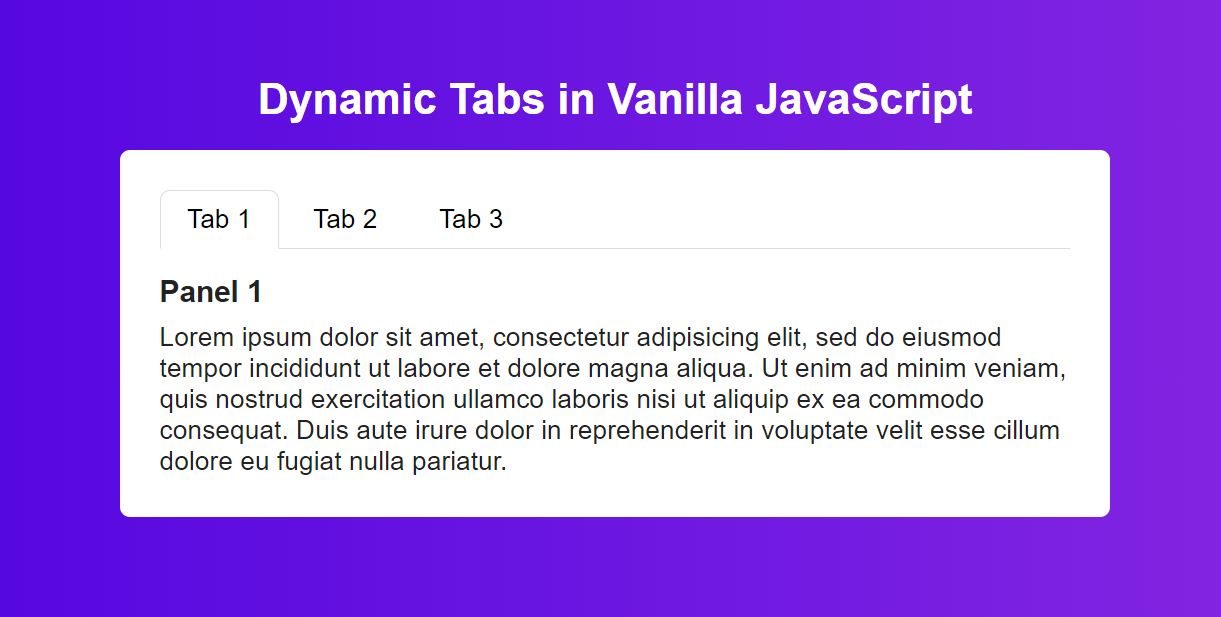 Dynamic Tabs in Vanilla JavaScript
Tab 1 Tab 2 Tab 3
Panel 1
Lorem ipsum dolor sit amet, consectetur adipisicing elit, sed do eiusmod
tempor incididunt ut labore et dolore magna aliqua. Ut enim ad minim veniam,
quis nostrud exercitation ullamco laboris nisi ut aliquip ex ea commodo
consequat. Duis aute irure dolor in reprehenderit in voluptate velit esse cillum
dolore eu fugiat nulla pariatur.